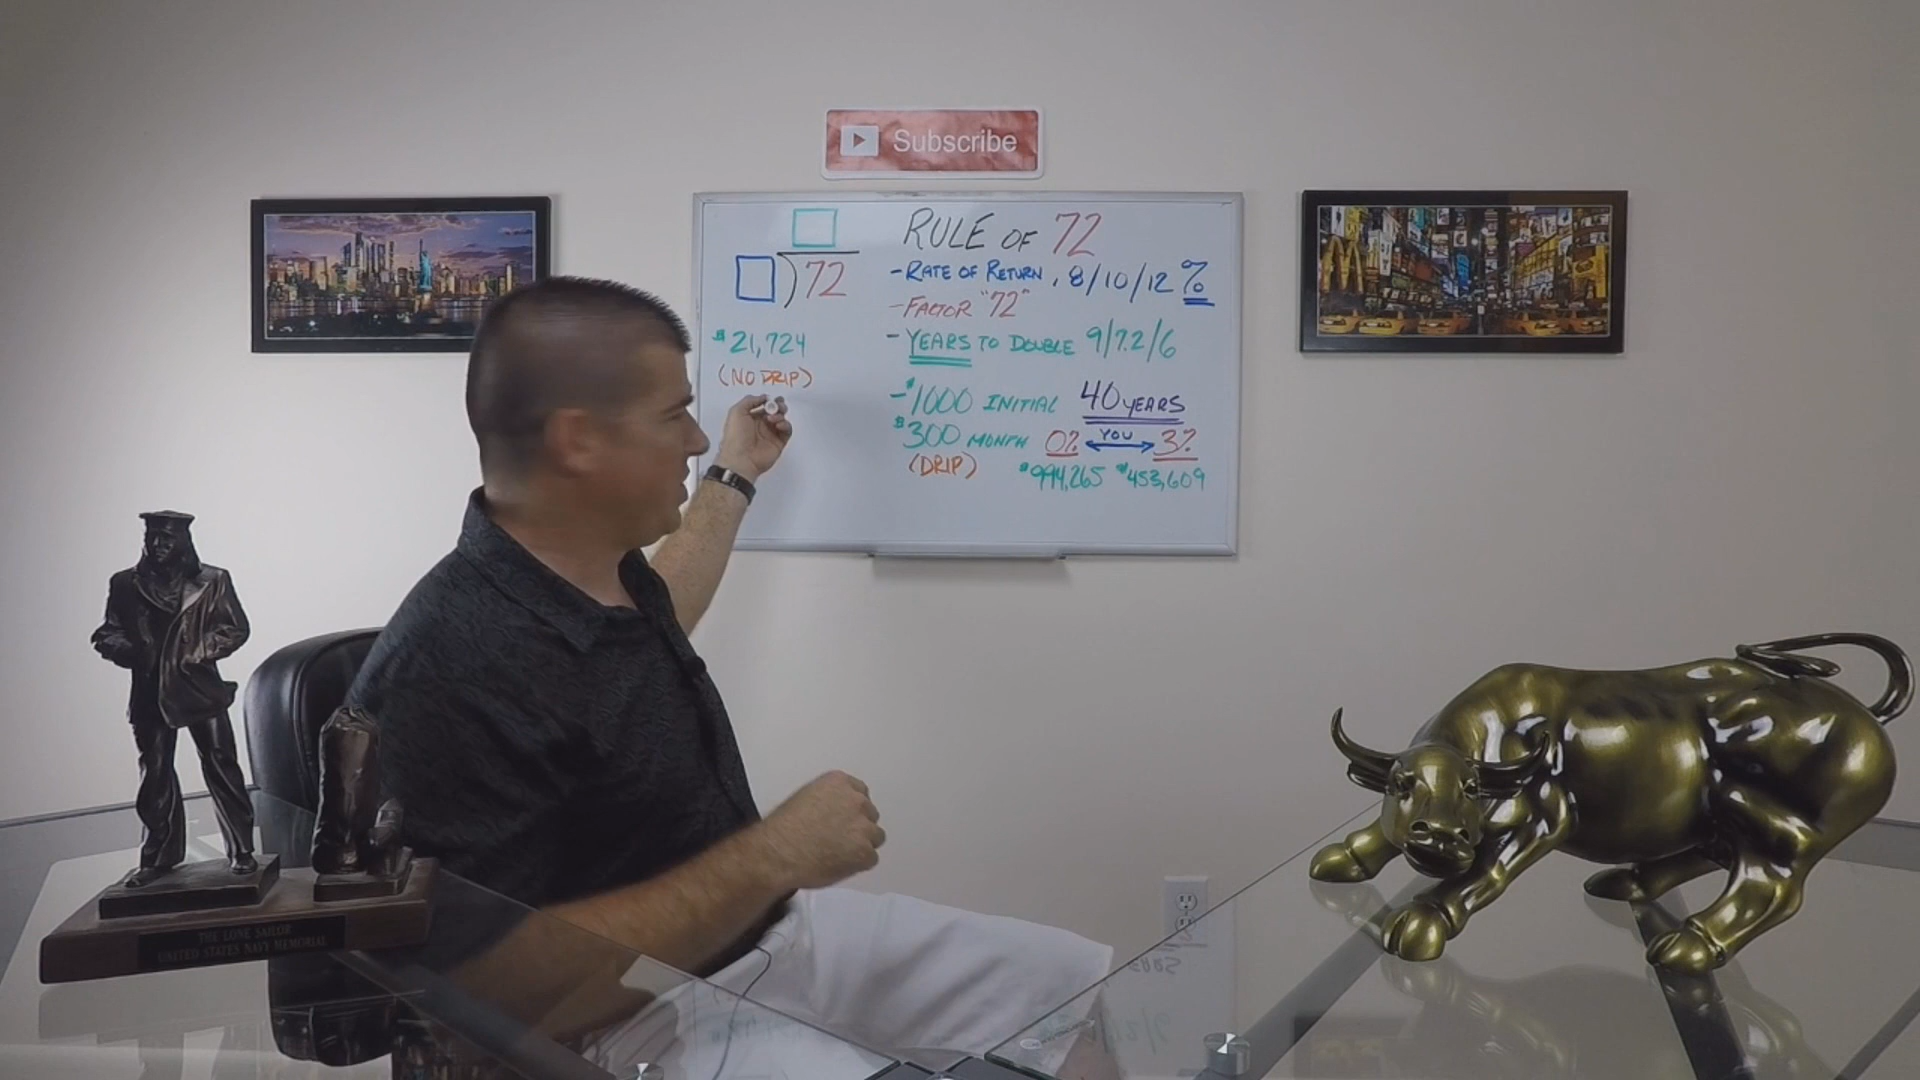 Subscribe
72
$21,724
(NO DRIP)
RULE OF 72
- RATE OF RETURN, 8/10/12 %
- FACTOR "72"
- YEARS TO DOUBLE 9/7.2/6
- $1000 INITIAL 40 YEARS
$300 MONTH 0% YOU 3%
(DRIP) $994,265 $453,609
THE LONE SAILOR
UNITED STATES NAVY MEMORIAL